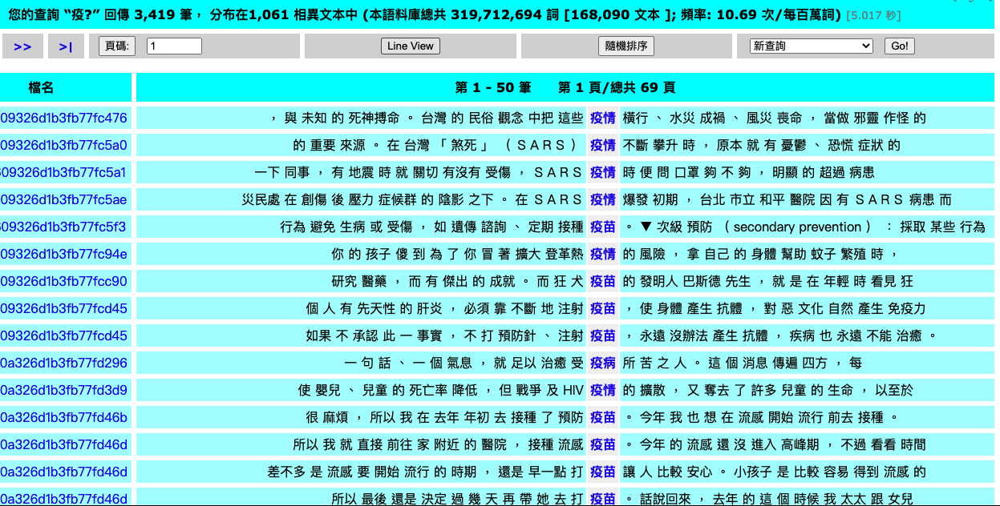 您的查詢 “疫?” 回傳 3,419 筆, 分布在1,061 相異文本中 (本語料庫總共 319,712,694 詞 [168,090 文本 ]; 頻率: 10.69 次/每百萬詞) [5.017 秒]
>> >| 頁碼: 1 Line View 隨機排序 新查詢 Go!
檔名 第 1 - 50 筆 第 1 頁/總共 69 頁
09326d1b3fb77fc476 , 與 未知 的 死神搏命 。 台灣 的 民俗 觀念 中把 這些 疫情 橫行 、 水災 成禍 、 風災 喪命 , 當做 邪靈 作怪 的
09326d1b3fb77fc5a0 的 重要 來源 。 在 台灣 「 煞死 」 ( S A R S ) 疫情 不斷 攀升 時 , 原本 就 有 憂鬱 、 恐慌 症狀 的
609326d1b3fb77fc5a1 一下 同事 , 有 地震 時 就 關切 有沒有 受傷 , S A R S 疫情 時 便 問 口罩 夠 不 夠 , 明顯 的 超過 病患
09326d1b3fb77fc5ae 災民處 在 創傷 後 壓力 症候群 的 陰影 之下 。 在 S A R S 疫情 爆發 初期 , 台北 市立 和平 醫院 因 有 S A R S 病患 而
609326d1b3fb77fc5f3 行為 避免 生病 或 受傷 , 如 遺傳 諮詢 、 定期 接種 疫苗 。 ▼ 次級 預防 ( secondary prevention ) : 採取 某些 行為
09326d1b3fb77fc94e 你 的 孩子 傻 到 為 了 你 冒 著 擴大 登革熱 疫情 的 風險 , 拿 自己 的 身體 幫助 蚊子 繁殖 時 ,
09326d1b3fb77fcc90 研究 醫藥 , 而 有 傑出 的 成就 。 而 狂 犬 疫苗 的 發明人 巴斯德 先生 , 就 是 在 年輕 時 看見 狂
09326d1b3fb77fcd45 個 人 有 先天性 的 肝炎 , 必須 靠 不斷 地 注射 疫苗 , 使 身體 產生 抗體 , 對 惡 文化 自然 產生 免疫力
09326d1b3fb77fcd45 如果 不 承認 此 一 事實 , 不 打 預防針 、 注射 疫苗 , 永遠 沒辦法 產生 抗體 , 疾病 也 永遠 不能 治癒 。
0a326d1b3fb77fd296 一 句 話 、 一 個 氣息 , 就 足以 治癒 受 疫病 所 苦 之 人 。 這 個 消息 傳遍 四方 , 每
0a326d1b3fb77fd3d9 使 嬰兒 、 兒童 的 死亡率 降低 , 但 戰爭 及 HIV 疫情 的 擴散 , 又 奪去 了 許多 兒童 的 生命 , 以至於
0a326d1b3fb77fd46b 很 麻煩 , 所以 我 在 去年 年初 去 接種 了 預防 疫苗 。 今年 我 也 想 在 流感 開始 流行 前去 接種 。
0a326d1b3fb77fd46d 所以 我 就 直接 前往 家 附近 的 醫院 , 接種 流感 疫苗 。 今年 的 流感 還 沒 進入 高峰期 , 不過 看看 時間
0a326d1b3fb77fd46d 差不多 是 流感 要 開始 流行 的 時期 , 還是 早一點 打 疫苗 讓 人 比較 安心 。 小孩子 是 比較 容易 得到 流感 的
0a326d1b3fb77fd46d 所以 最後 還是 決定 過 幾 天 再 帶 她 去 打 疫苗 。 話說回來 , 去年 的 這 個 時候 我 太太 跟 女兒